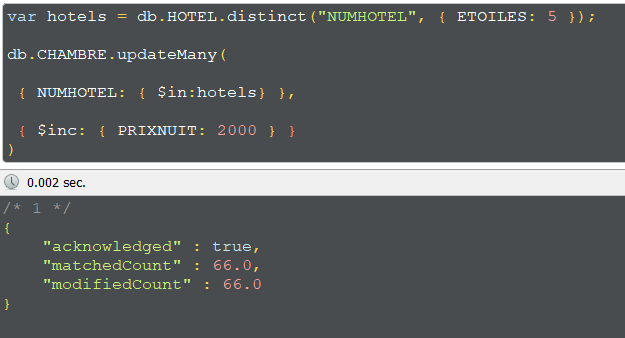 var hotels = db.HOTEL.distinct("NUMHOTEL", { ETOILES: 5 });
db.CHAMBRE.updateMany(
{ NUMHOTEL: { $in:hotels} },
{ $inc: { PRIXNUIT: 2000 } }
)
0.002 sec.
/* 1 */
{
"acknowledged" : true,
"matchedCount" : 66.0,
"modifiedCount" : 66.0
}